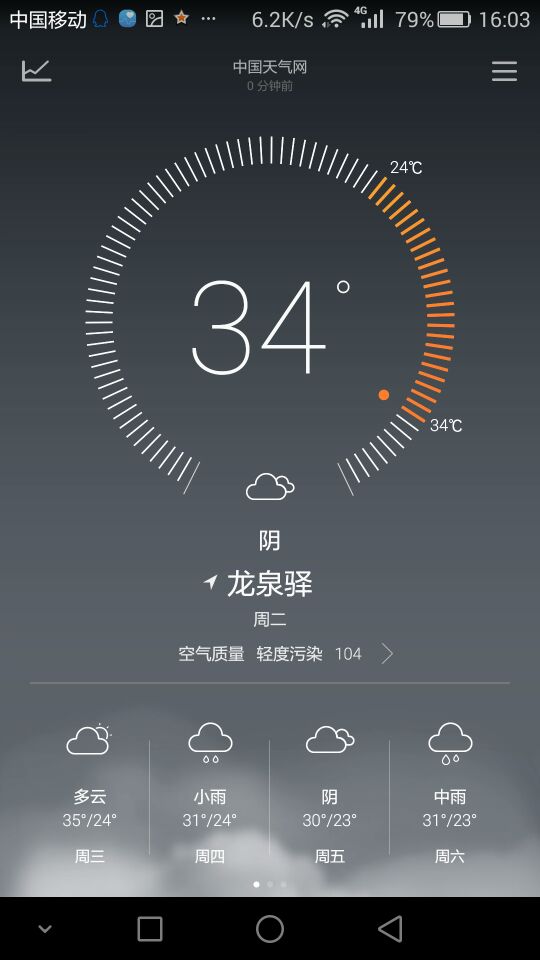 中国移动 ... 6.2K/s 4G 79% 16:03
中国天气网
0 分钟前
24℃
34°
34℃
阴
龙泉驿
周二
空气质量 轻度污染 104
多云 小雨 阴 中雨
35°/24° 31°/24° 30°/23° 31°/23°
周三 周四 周五 周六